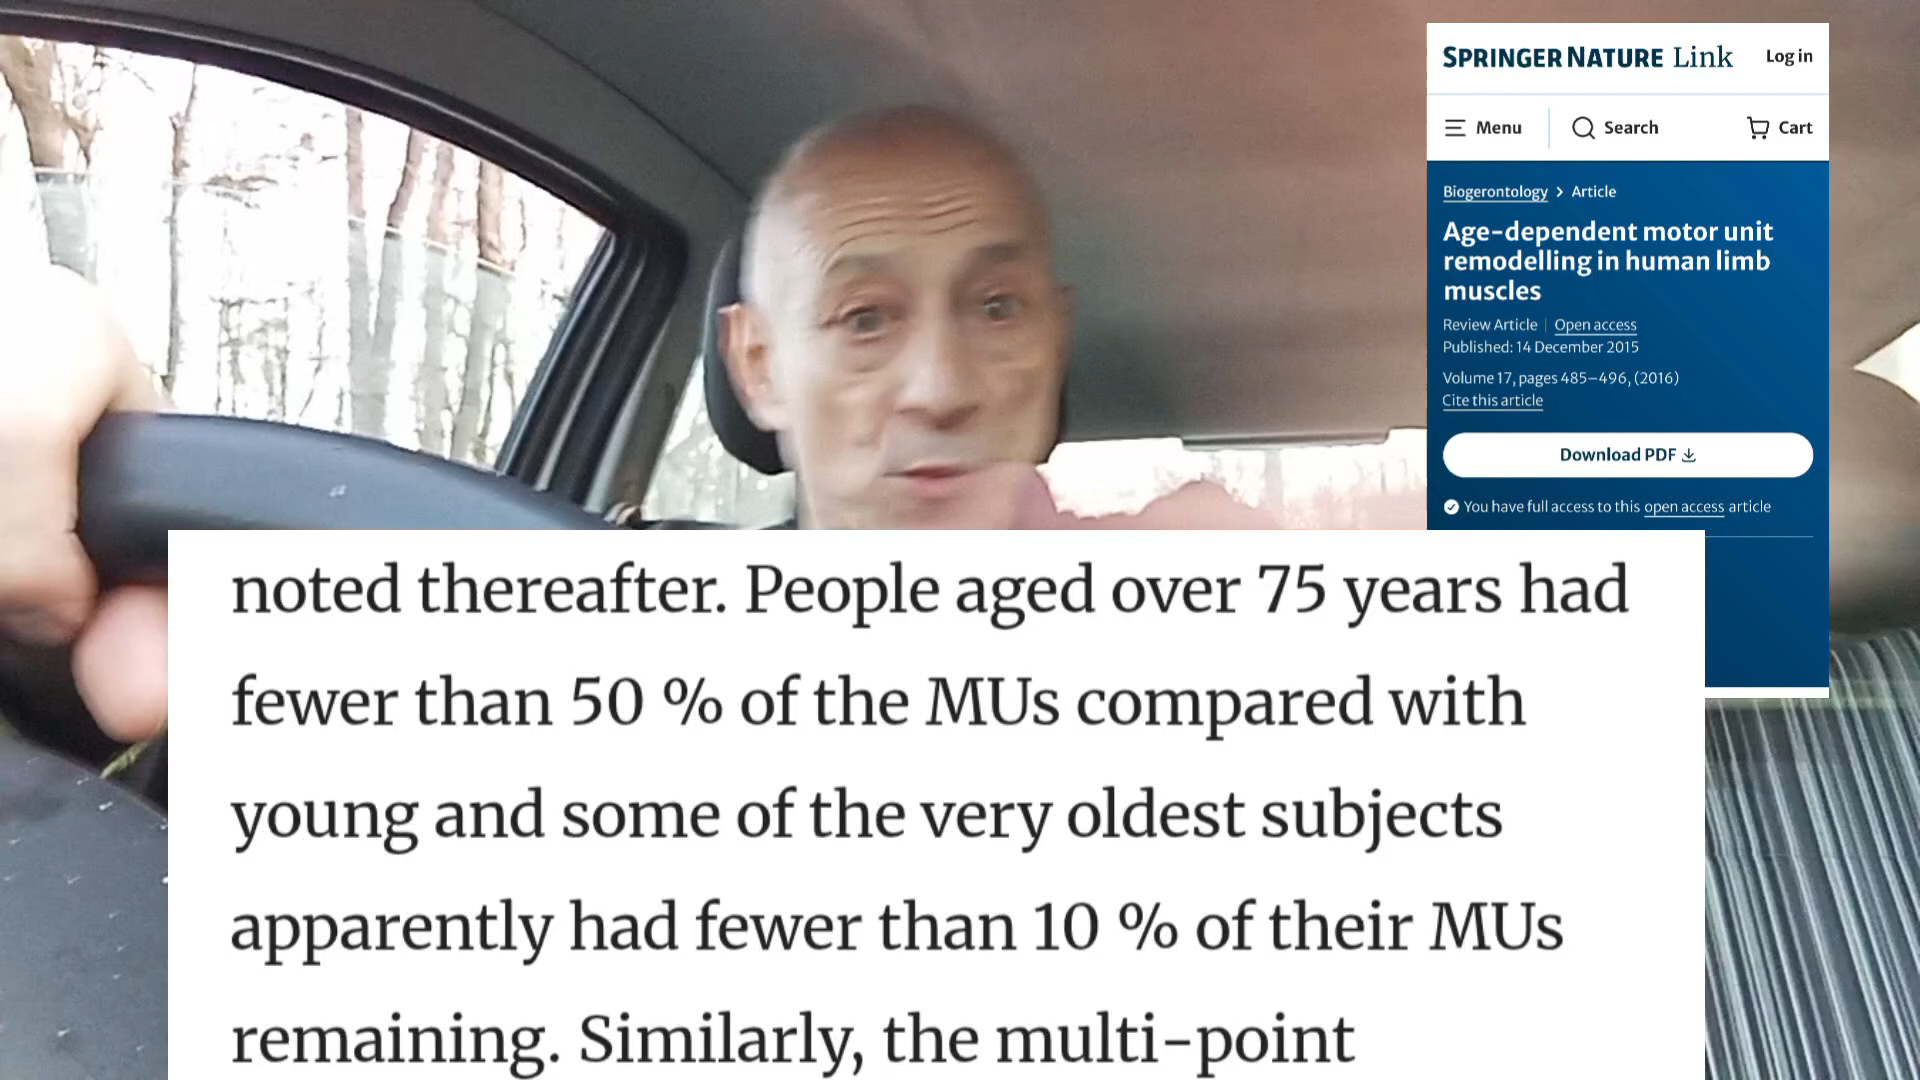 SPRINGER NATURE Link
Log in
Menu
Search
Cart
Biogerontology > Article
Age-dependent motor unit
remodelling in human limb
muscles
Review Article | Open access
Published: 14 December 2015
Volume 17, pages 485–496, (2016)
Cite this article
Download PDF
You have full access to this open access article
noted thereafter. People aged over 75 years had
fewer than 50 % of the MUs compared with
young and some of the very oldest subjects
apparently had fewer than 10 % of their MUs
remaining. Similarly, the multi-point